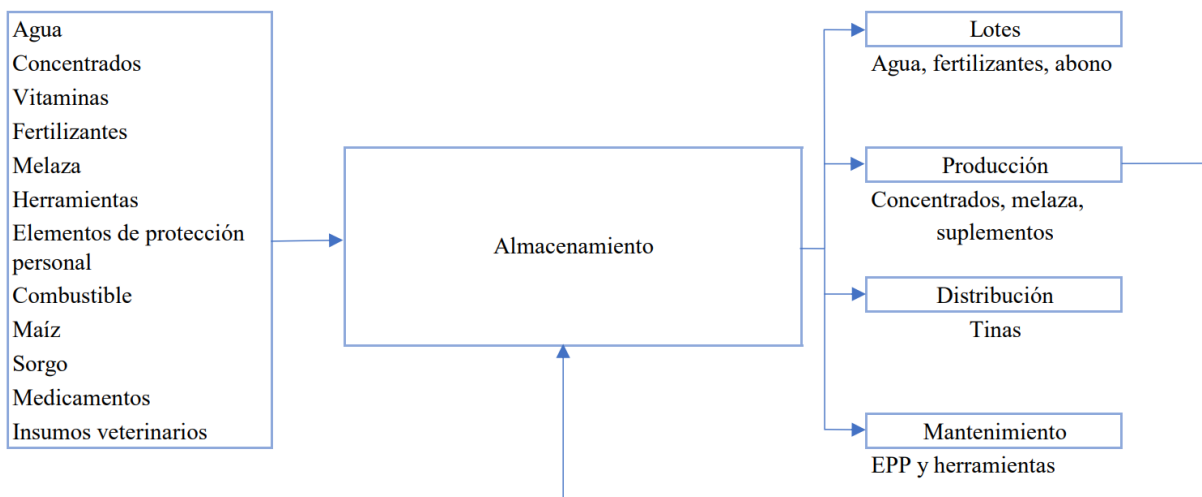 Agua
Concentrados
Vitaminas
Fertilizantes
Melaza
Herramientas
Elementos de protección
personal
Combustible
Maíz
Sorgo
Medicamentos
Insumos veterinarios
Almacenamiento
Lotes
Agua, fertilizantes, abono
Producción
Concentrados, melaza,
suplementos
Distribución
Tinas
Mantenimiento
EPP y herramientas